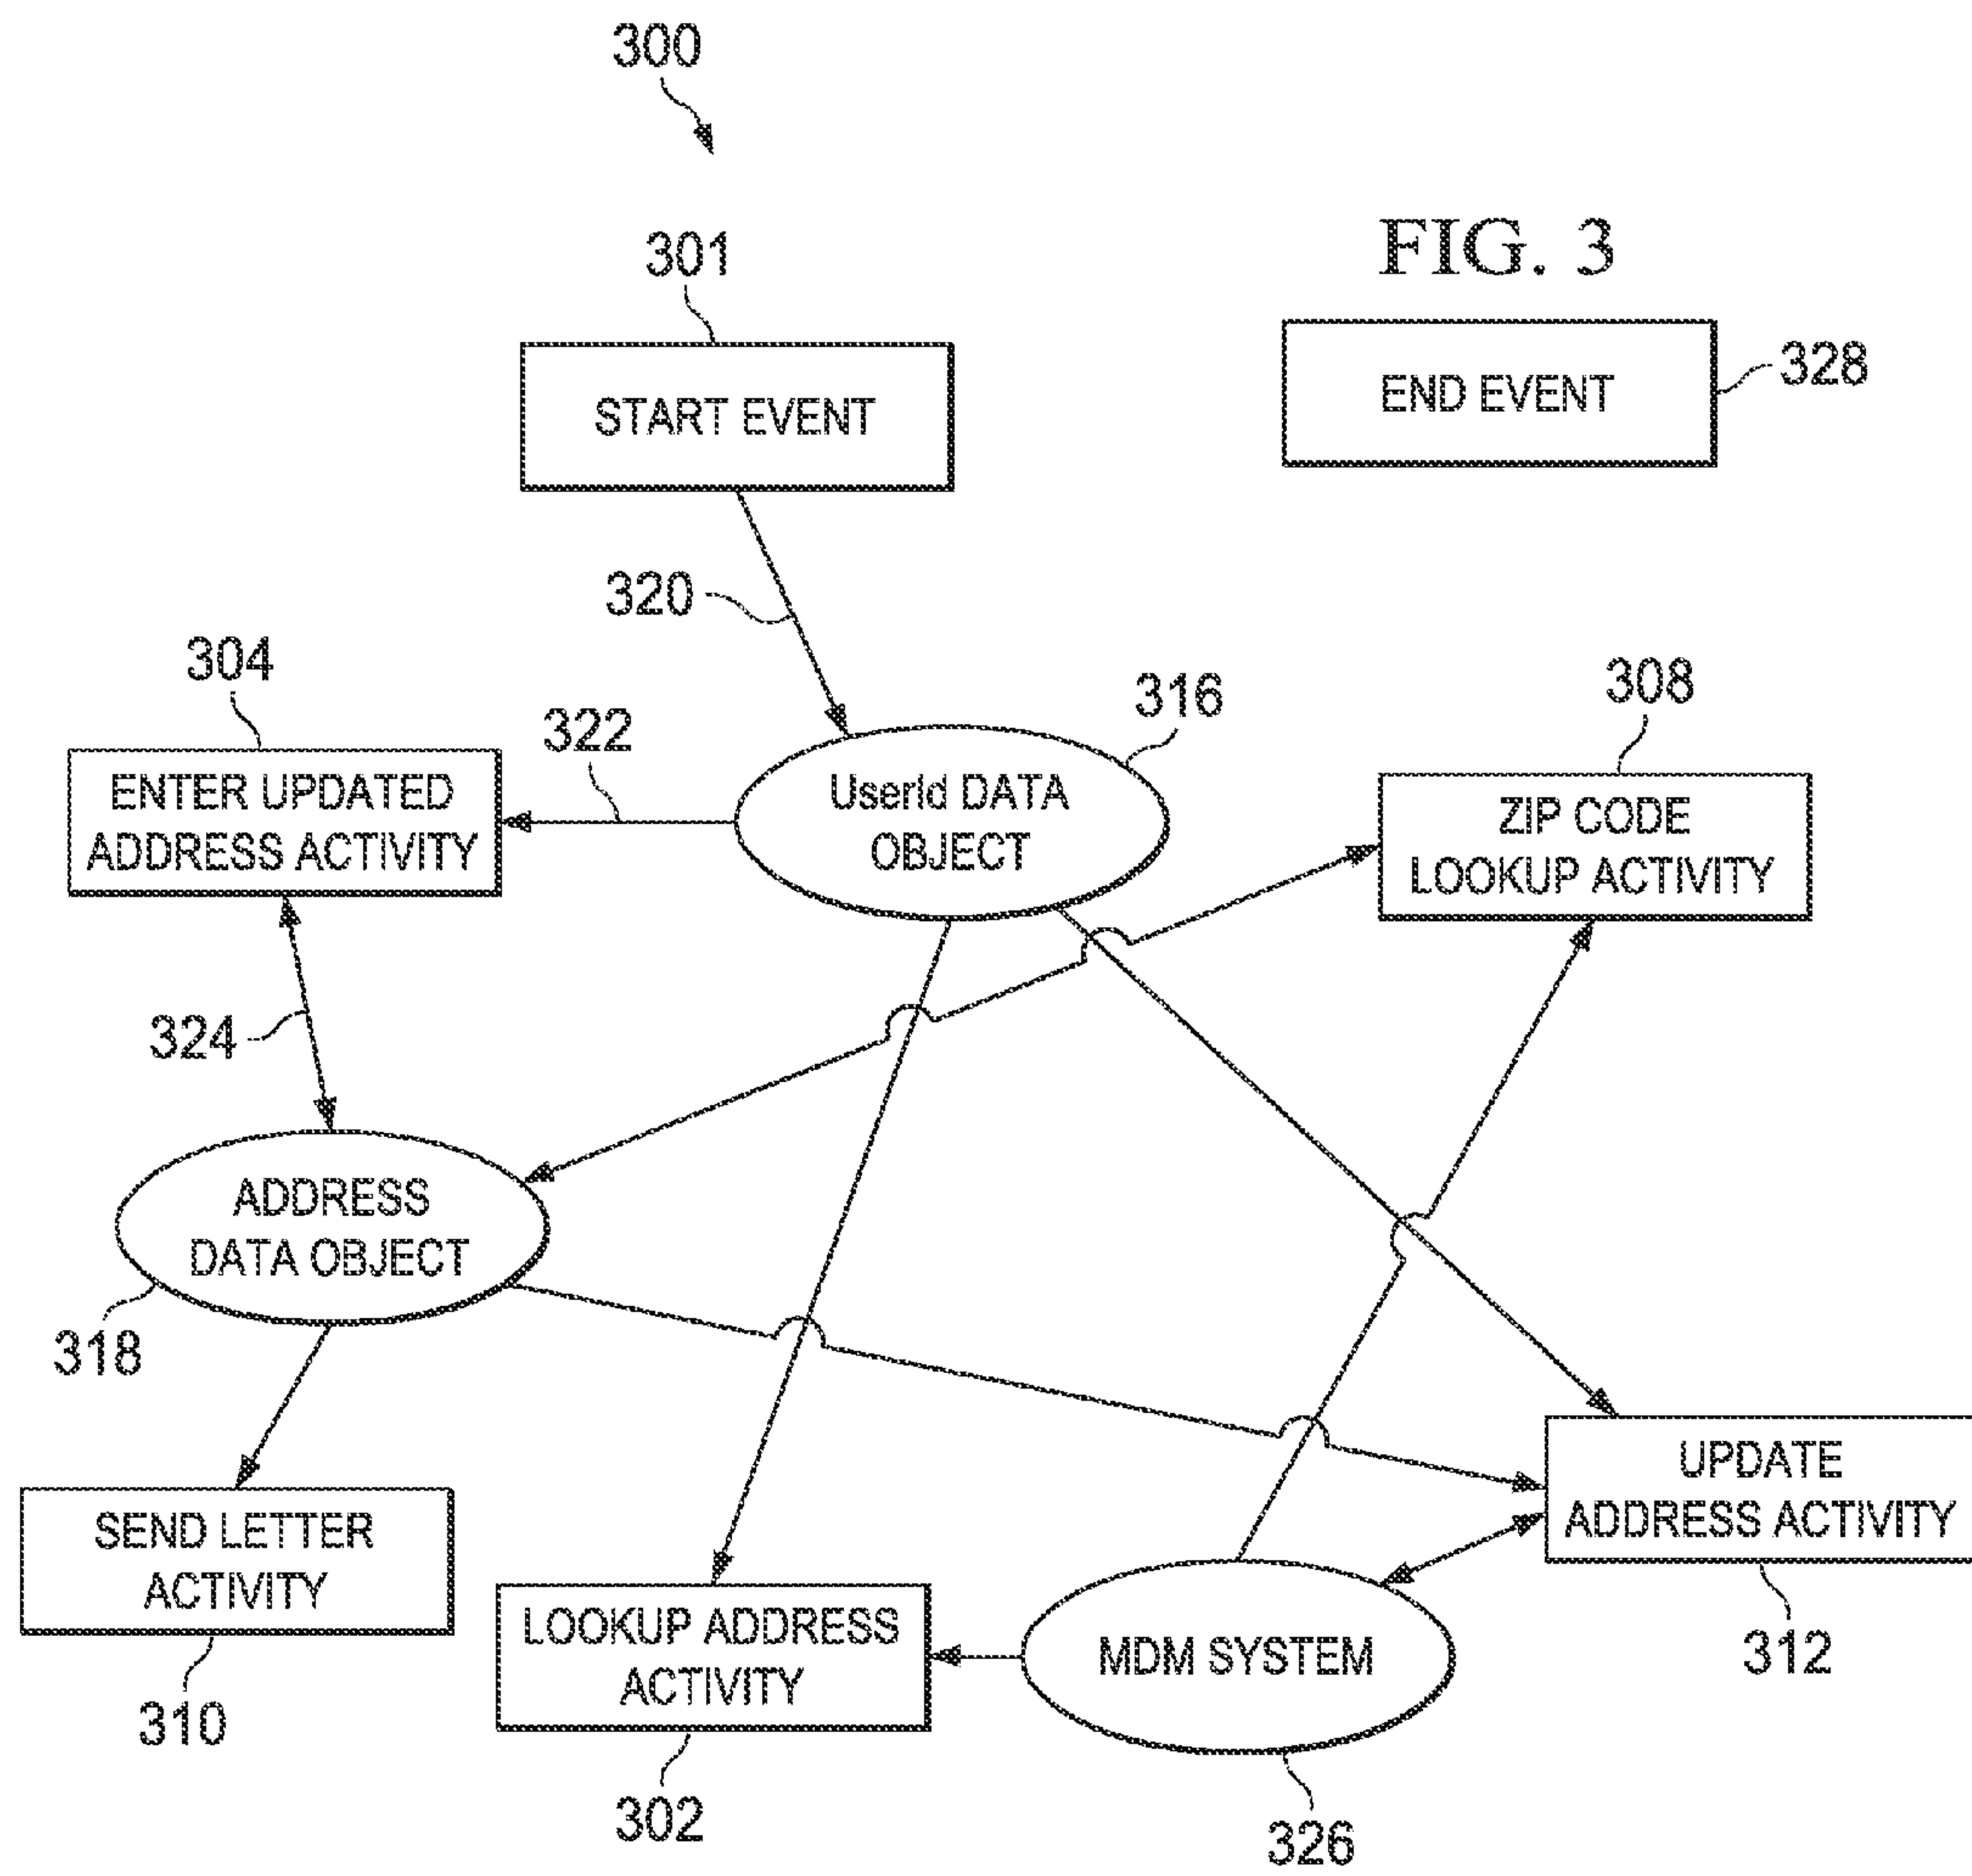 300
301
FIG. 3
START EVENT
END EVENT
328
320
304
322
316
308
ENTER UPDATED
ADDRESS ACTIVITY
UserId DATA
OBJECT
ZIP CODE
LOOKUP ACTIVITY
324
ADDRESS
DATA OBJECT
318
SEND LETTER
ACTIVITY
310
LOOKUP ADDRESS
ACTIVITY
302
MDM SYSTEM
326
UPDATE
ADDRESS ACTIVITY
312